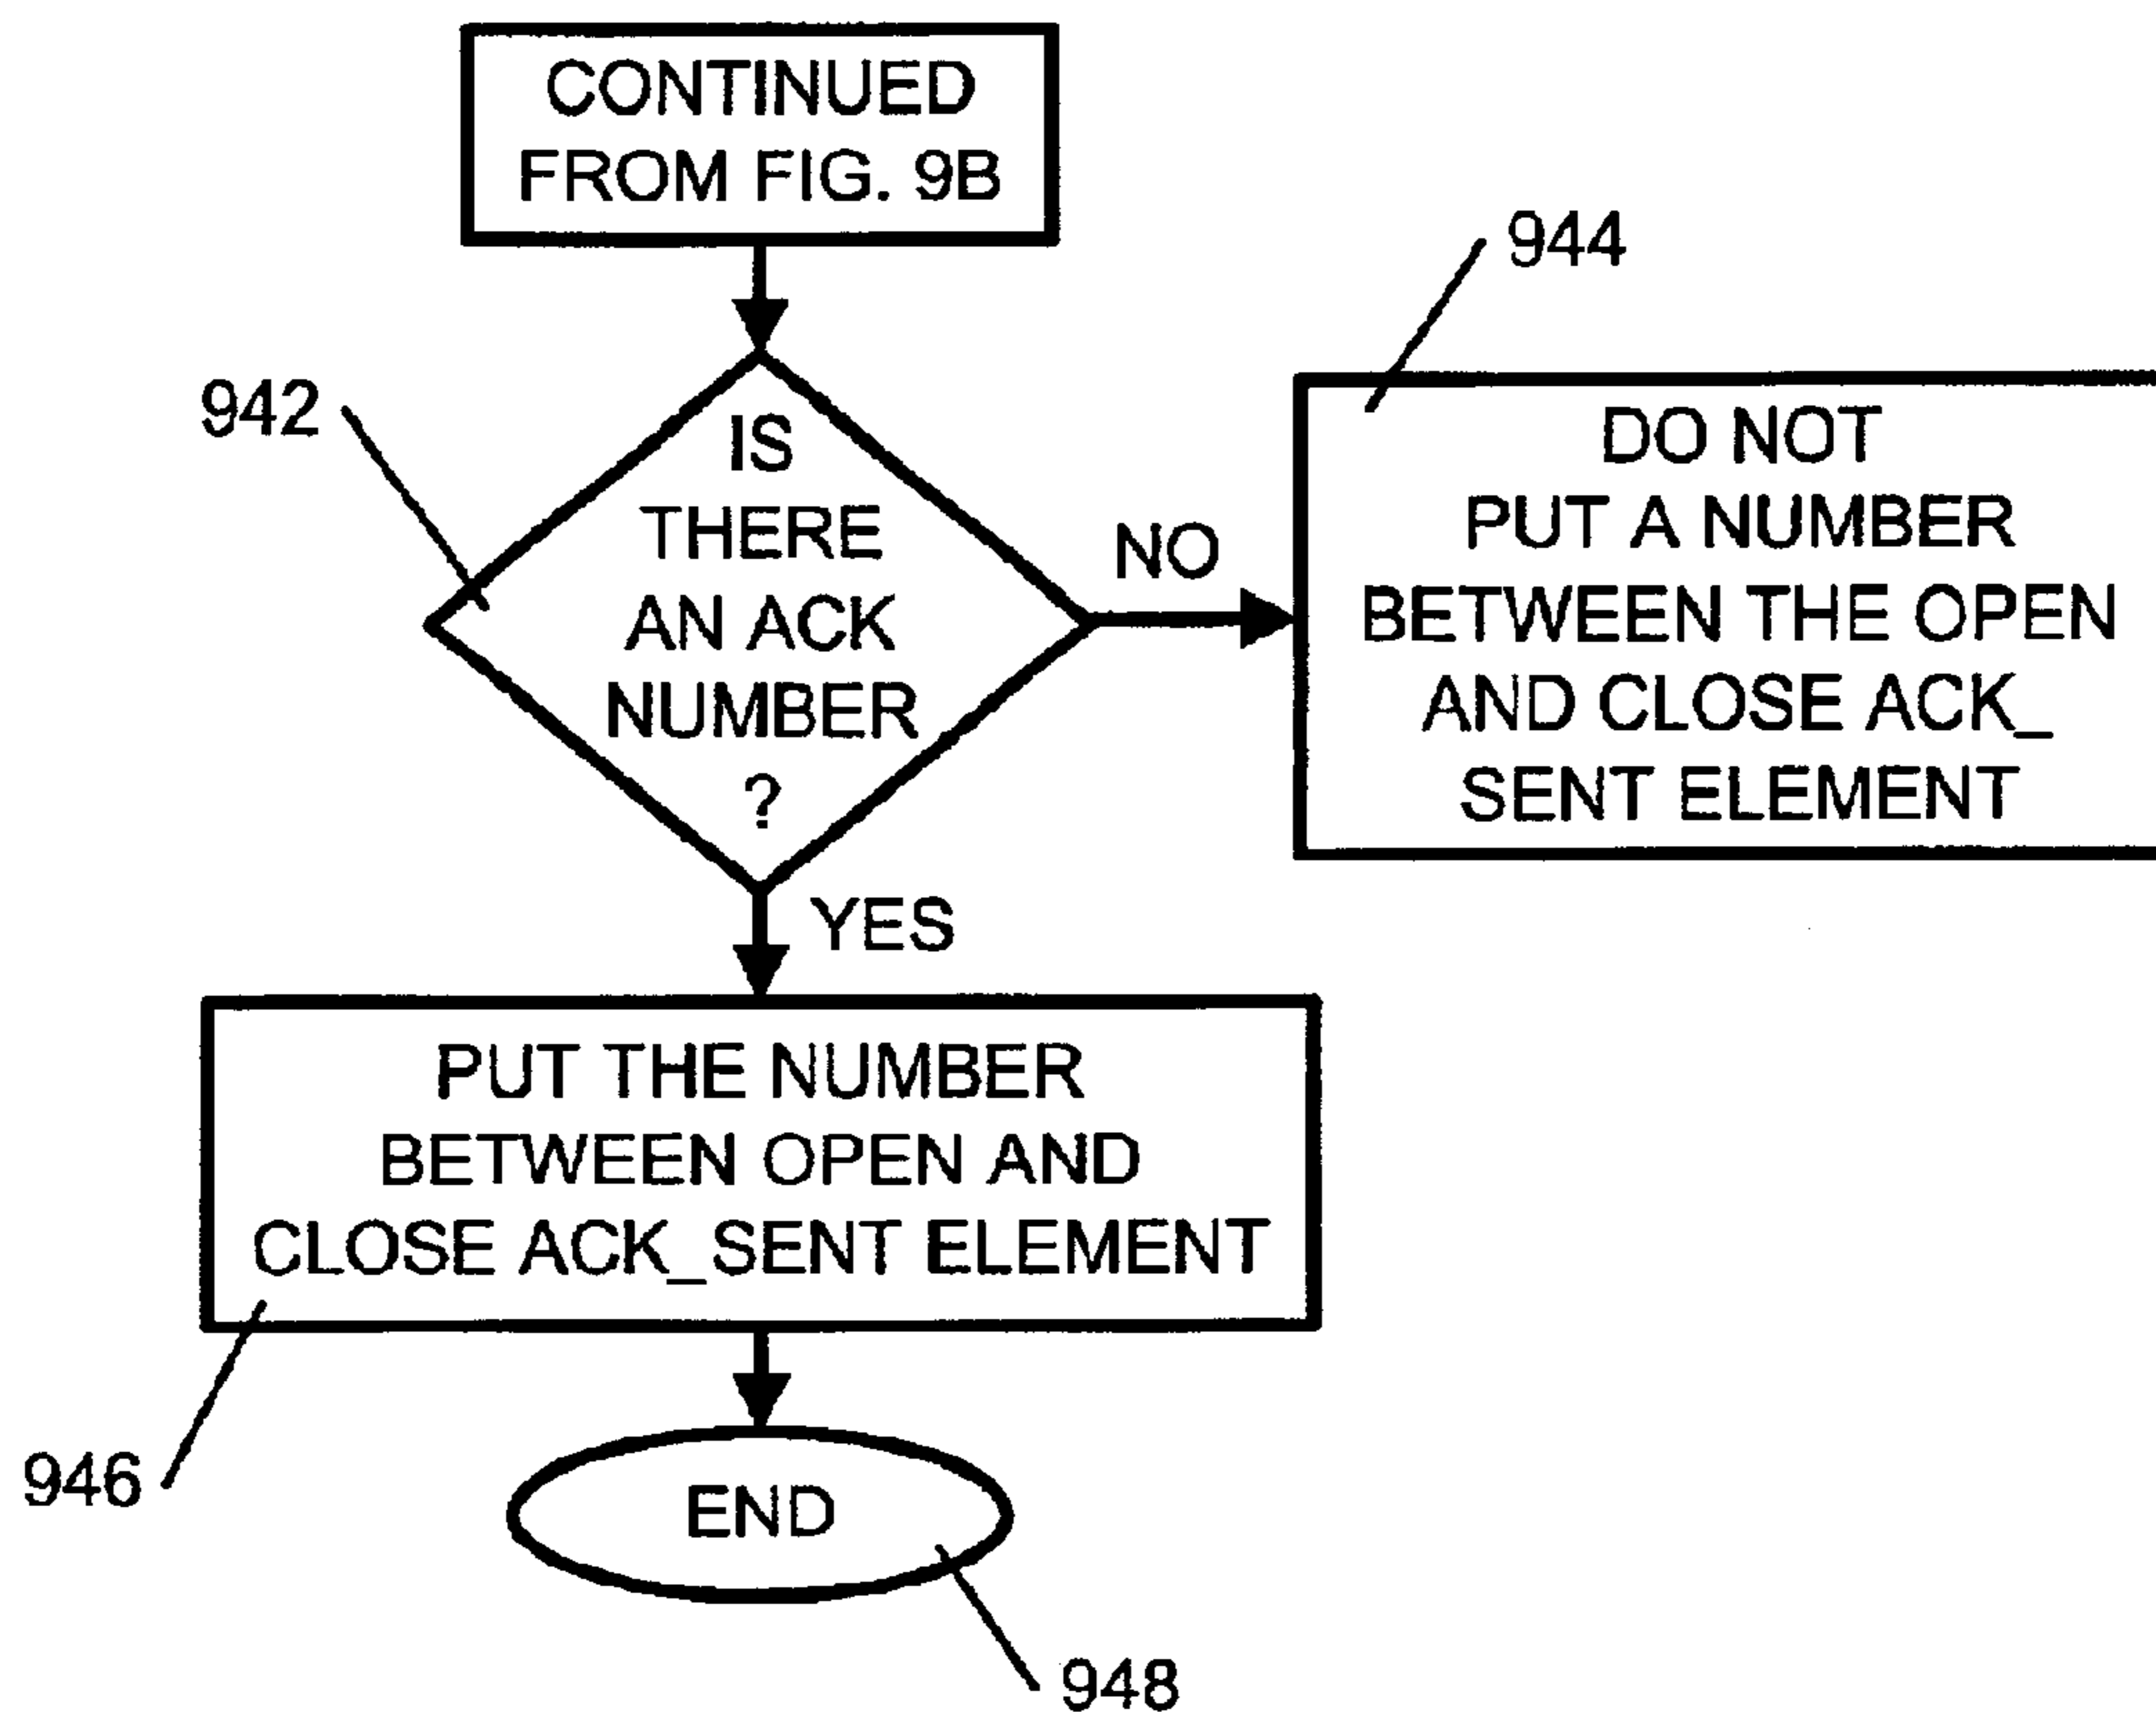 CONTINUED
FROM FIG. 9B
944
942
IS
THERE
AN ACK
NUMBER
?
NO
DO NOT
PUT A NUMBER
BETWEEN THE OPEN
AND CLOSE ACK_
SENT ELEMENT
YES
PUT THE NUMBER
BETWEEN OPEN AND
CLOSE ACK_SENT ELEMENT
946
END
948